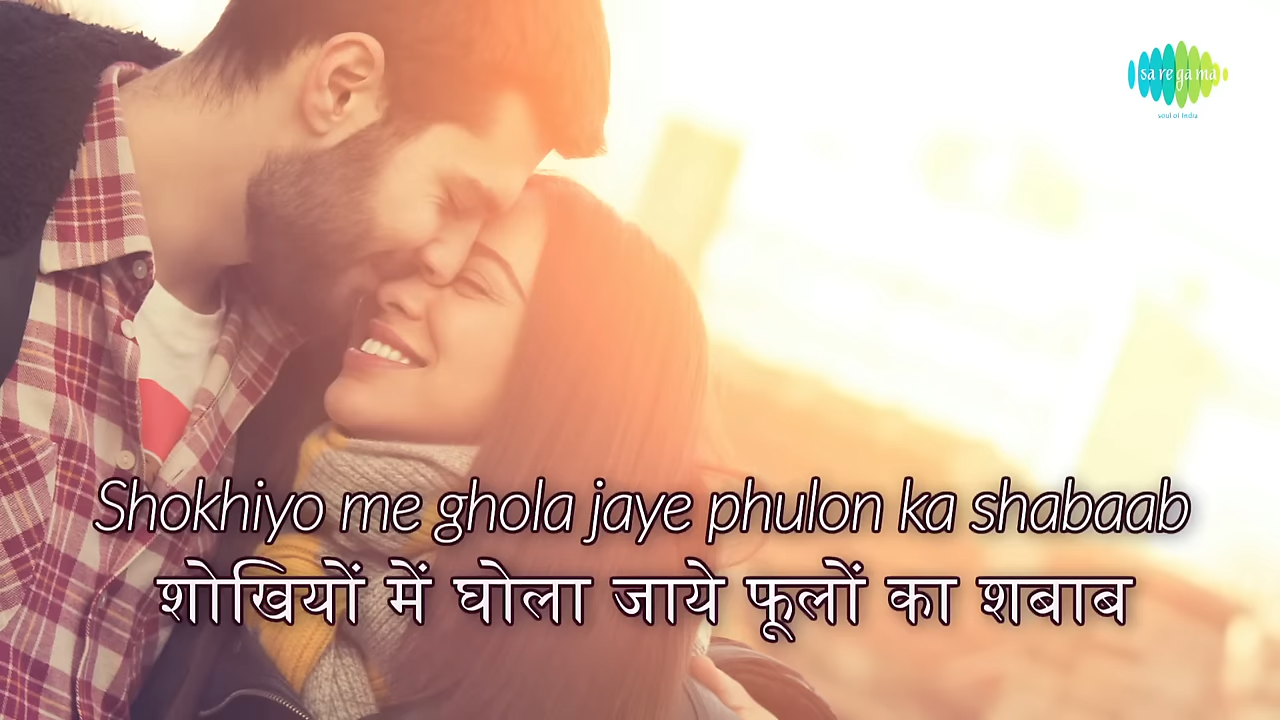 sa re ga ma
soul of India
Shokhiyo me ghola jaye phulon ka shabaab
शोखियों में घोला जाये फूलों का शबाब